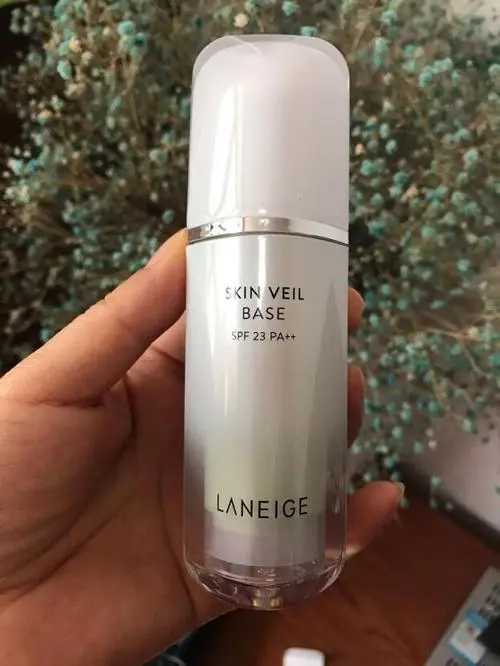 SKIN VEIL
BASE
SPF 23 PA++
LANEIGE